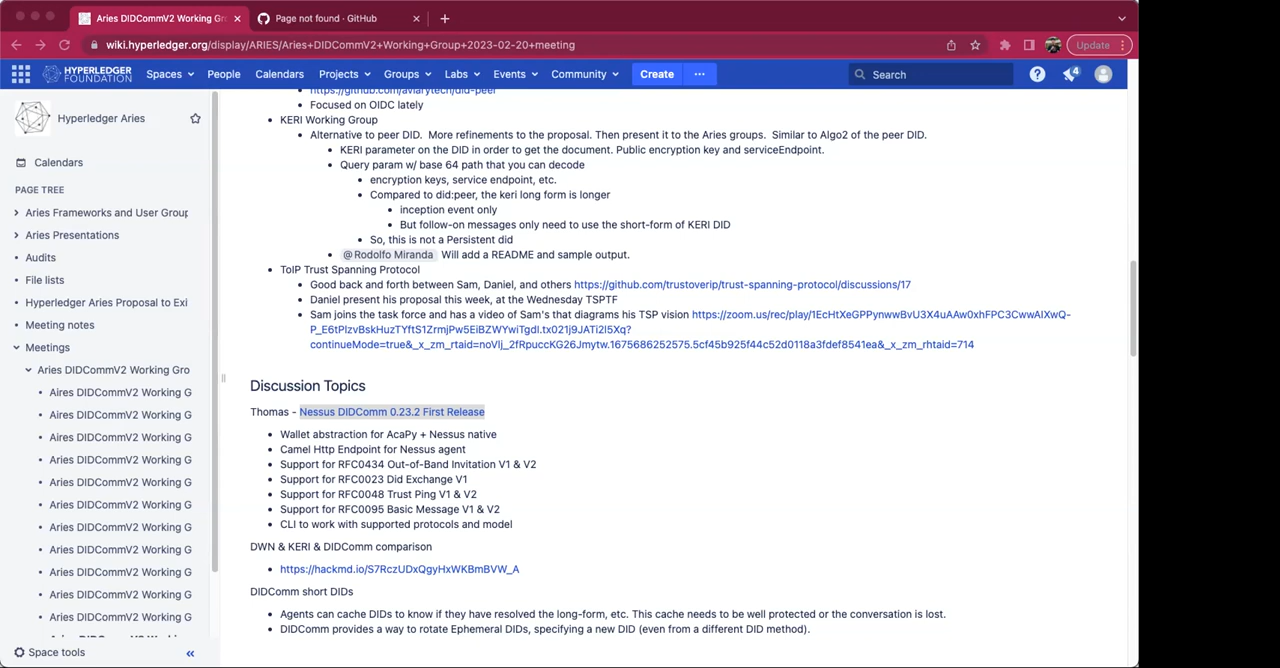 Aries DIDCommV2 Working Gr
Page not found · GitHub
wiki.hyperledger.org/display/ARIES/Aries+DIDCommV2+Working+Group+2023-02-20+meeting
Update
HYPERLEDGER
FOUNDATION
Spaces
People
Calendars
Projects
Groups
Labs
Events
Community
Create
Search
4
Hyperledger Aries
Calendars
PAGE TREE
Aries Frameworks and User Group
Aries Presentations
Audits
File lists
Hyperledger Aries Proposal to Exi
Meeting notes
Meetings
Aries DIDCommV2 Working Gro
Aires DIDCommV2 Working G
Aries DIDCommV2 Working G
Aires DIDCommV2 Working G
Aries DIDCommV2 Working G
Aries DIDCommV2 Working G
Aries DIDCommV2 Working G
Aries DIDCommV2 Working G
Aries DIDCommV2 Working G
Aries DIDCommV2 Working G
Aries DIDCommV2 Working G
Aries DIDCommV2 Working G
Space tools
https://github.com/aviarytech/did-peer
Focused on OIDC lately
KERI Working Group
Alternative to peer DID. More refinements to the proposal. Then present it to the Aries groups. Similar to Algo2 of the peer DID.
KERI parameter on the DID in order to get the document. Public encryption key and serviceEndpoint.
Query param w/ base 64 path that you can decode
encryption keys, service endpoint, etc.
Compared to did:peer, the keri long form is longer
inception event only
But follow-on messages only need to use the short-form of KERI DID
So, this is not a Persistent did
@Rodolfo Miranda Will add a README and sample output.
ToIP Trust Spanning Protocol
Good back and forth between Sam, Daniel, and others https://github.com/trustoverip/trust-spanning-protocol/discussions/17
Daniel present his proposal this week, at the Wednesday TSPTF
Sam joins the task force and has a video of Sam's that diagrams his TSP vision https://zoom.us/rec/play/1EcHtXeGPPynwwBvU3X4uAAw0xhFPC3CwwAIXwQ-
P_E6tPlzvBskHuzTYftS1ZrmjPw5EiBZWYwiTgdl.tx021j9JATi2l5Xq?
continueMode=true&_x_zm_rtaid=noVlj_2fRpuccKG26Jmytw.1675686252575.5cf45b925f44c52d0118a3fdef8541ea&_x_zm_rhtaid=714
Discussion Topics
Thomas - Nessus DIDComm 0.23.2 First Release
Wallet abstraction for AcaPy + Nessus native
Camel Http Endpoint for Nessus agent
Support for RFC0434 Out-of-Band Invitation V1 & V2
Support for RFC0023 Did Exchange V1
Support for RFC0048 Trust Ping V1 & V2
Support for RFC0095 Basic Message V1 & V2
CLI to work with supported protocols and model
DWN & KERI & DIDComm comparison
https://hackmd.io/S7RczUDxQgyHxWKBmBVW_A
DIDComm short DIDs
Agents can cache DIDs to know if they have resolved the long-form, etc. This cache needs to be well protected or the conversation is lost.
DIDComm provides a way to rotate Ephemeral DIDs, specifying a new DID (even from a different DID method).